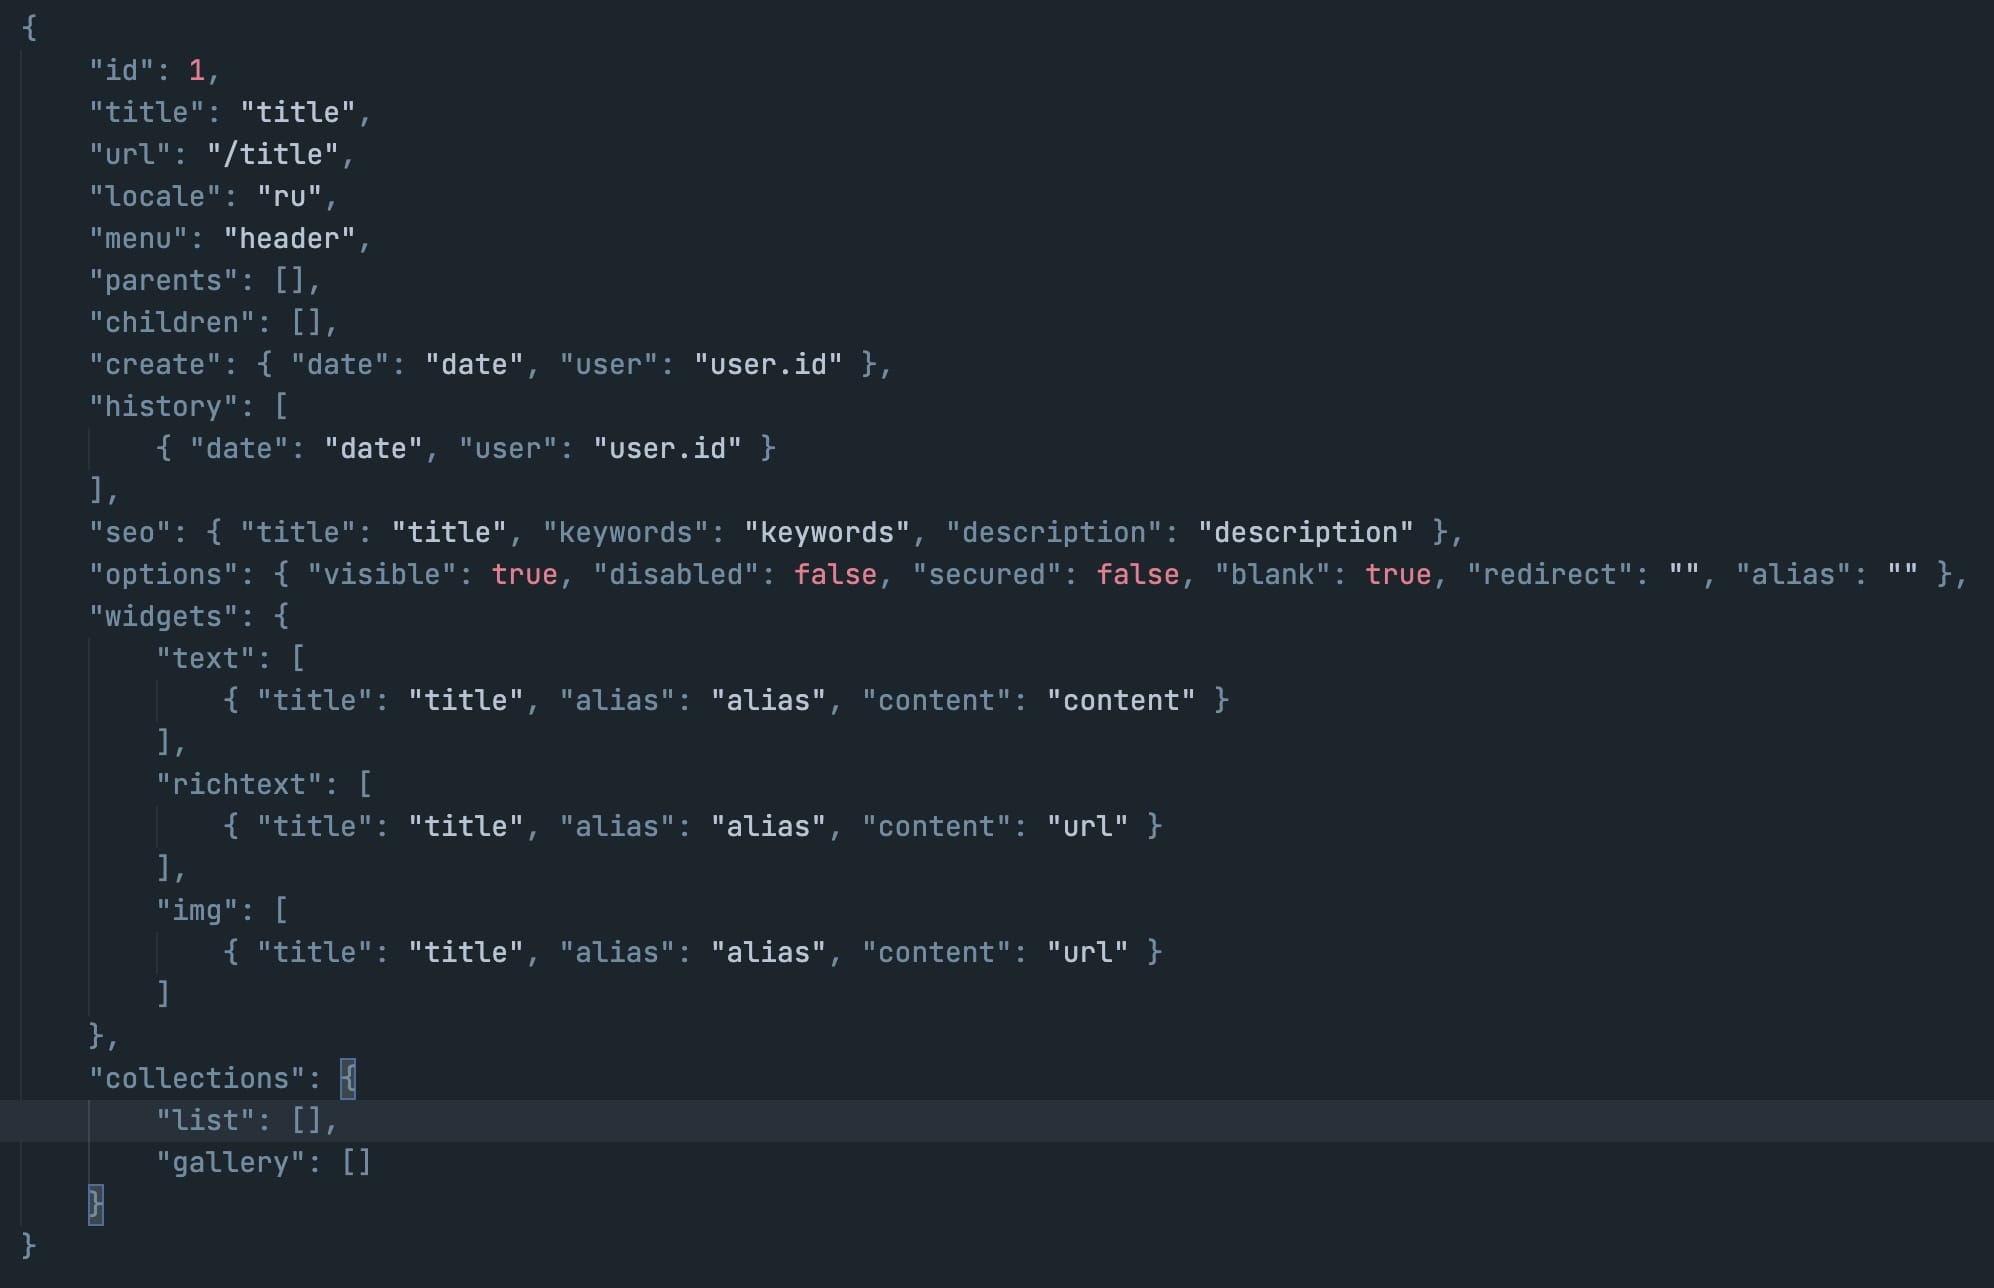 {
    "id": 1,
    "title": "title",
    "url": "/title",
    "locale": "ru",
    "menu": "header",
    "parents": [],
    "children": [],
    "create": { "date": "date", "user": "user.id" },
    "history": [
        { "date": "date", "user": "user.id" }
    ],
    "seo": { "title": "title", "keywords": "keywords", "description": "description" },
    "options": { "visible": true, "disabled": false, "secured": false, "blank": true, "redirect": "", "alias": "" },
    "widgets": {
        "text": [
            { "title": "title", "alias": "alias", "content": "content" }
        ],
        "richtext": [
            { "title": "title", "alias": "alias", "content": "url" }
        ],
        "img": [
            { "title": "title", "alias": "alias", "content": "url" }
        ]
    },
    "collections": {
        "list": [],
        "gallery": []
    }
}